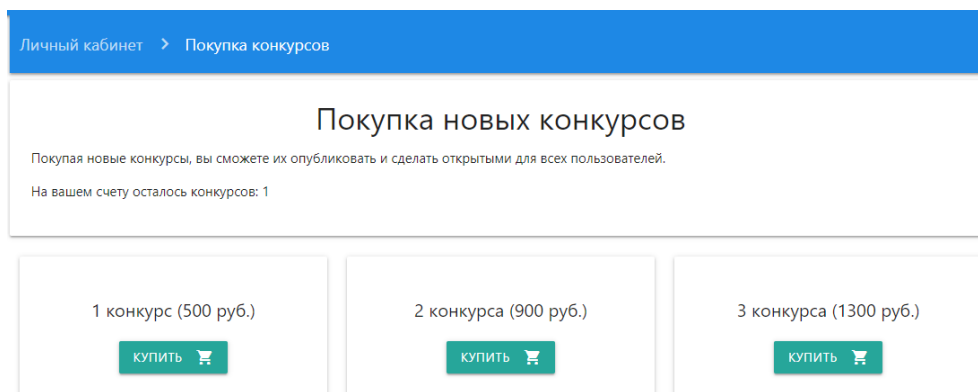 Личный кабинет > Покупка конкурсов
Покупка новых конкурсов
Покупая новые конкурсы, вы сможете их опубликовать и сделать открытыми для всех пользователей.
На вашем счету осталось конкурсов: 1
1 конкурс (500 руб.)
КУПИТЬ
2 конкурса (900 руб.)
КУПИТЬ
3 конкурса (1300 руб.)
КУПИТЬ